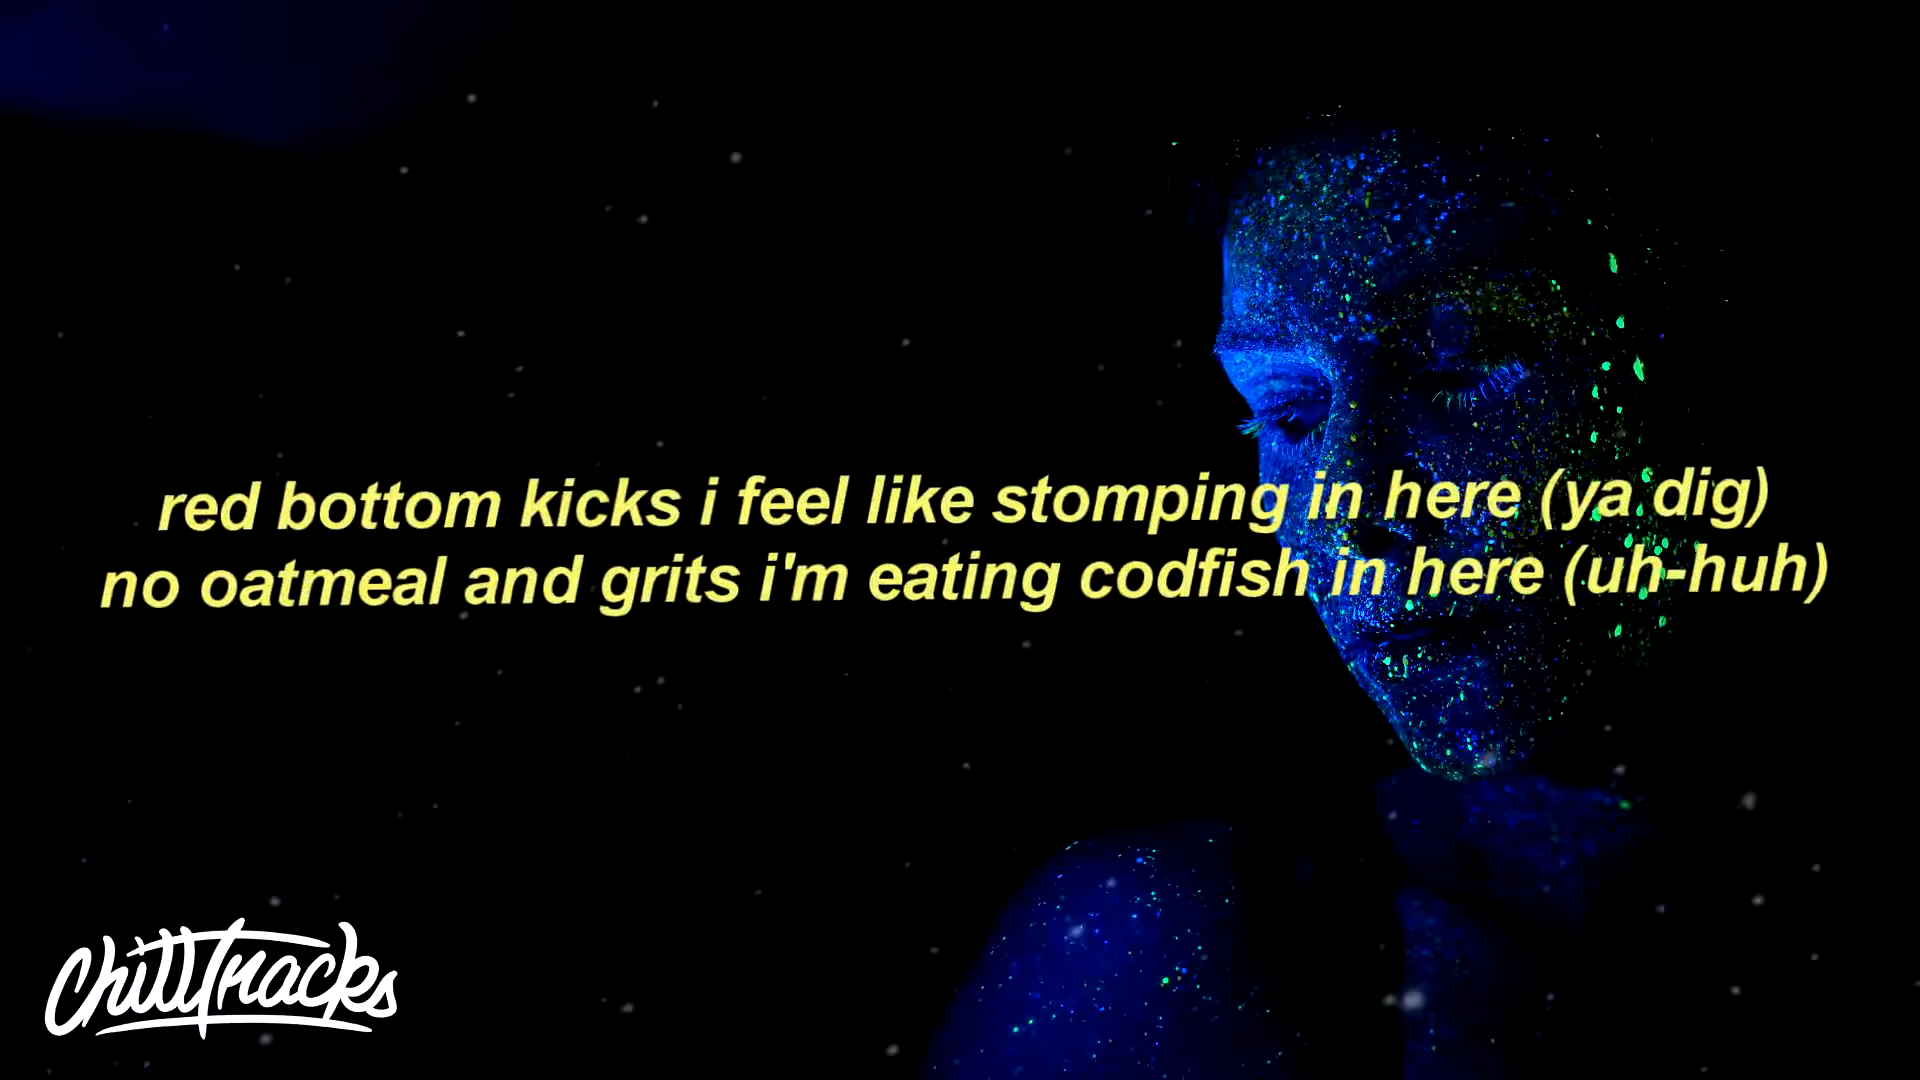 red bottom kicks i feel like stomping in here (ya dig)
no oatmeal and grits i'm eating codfish in here (uh-huh)
ChillTracks